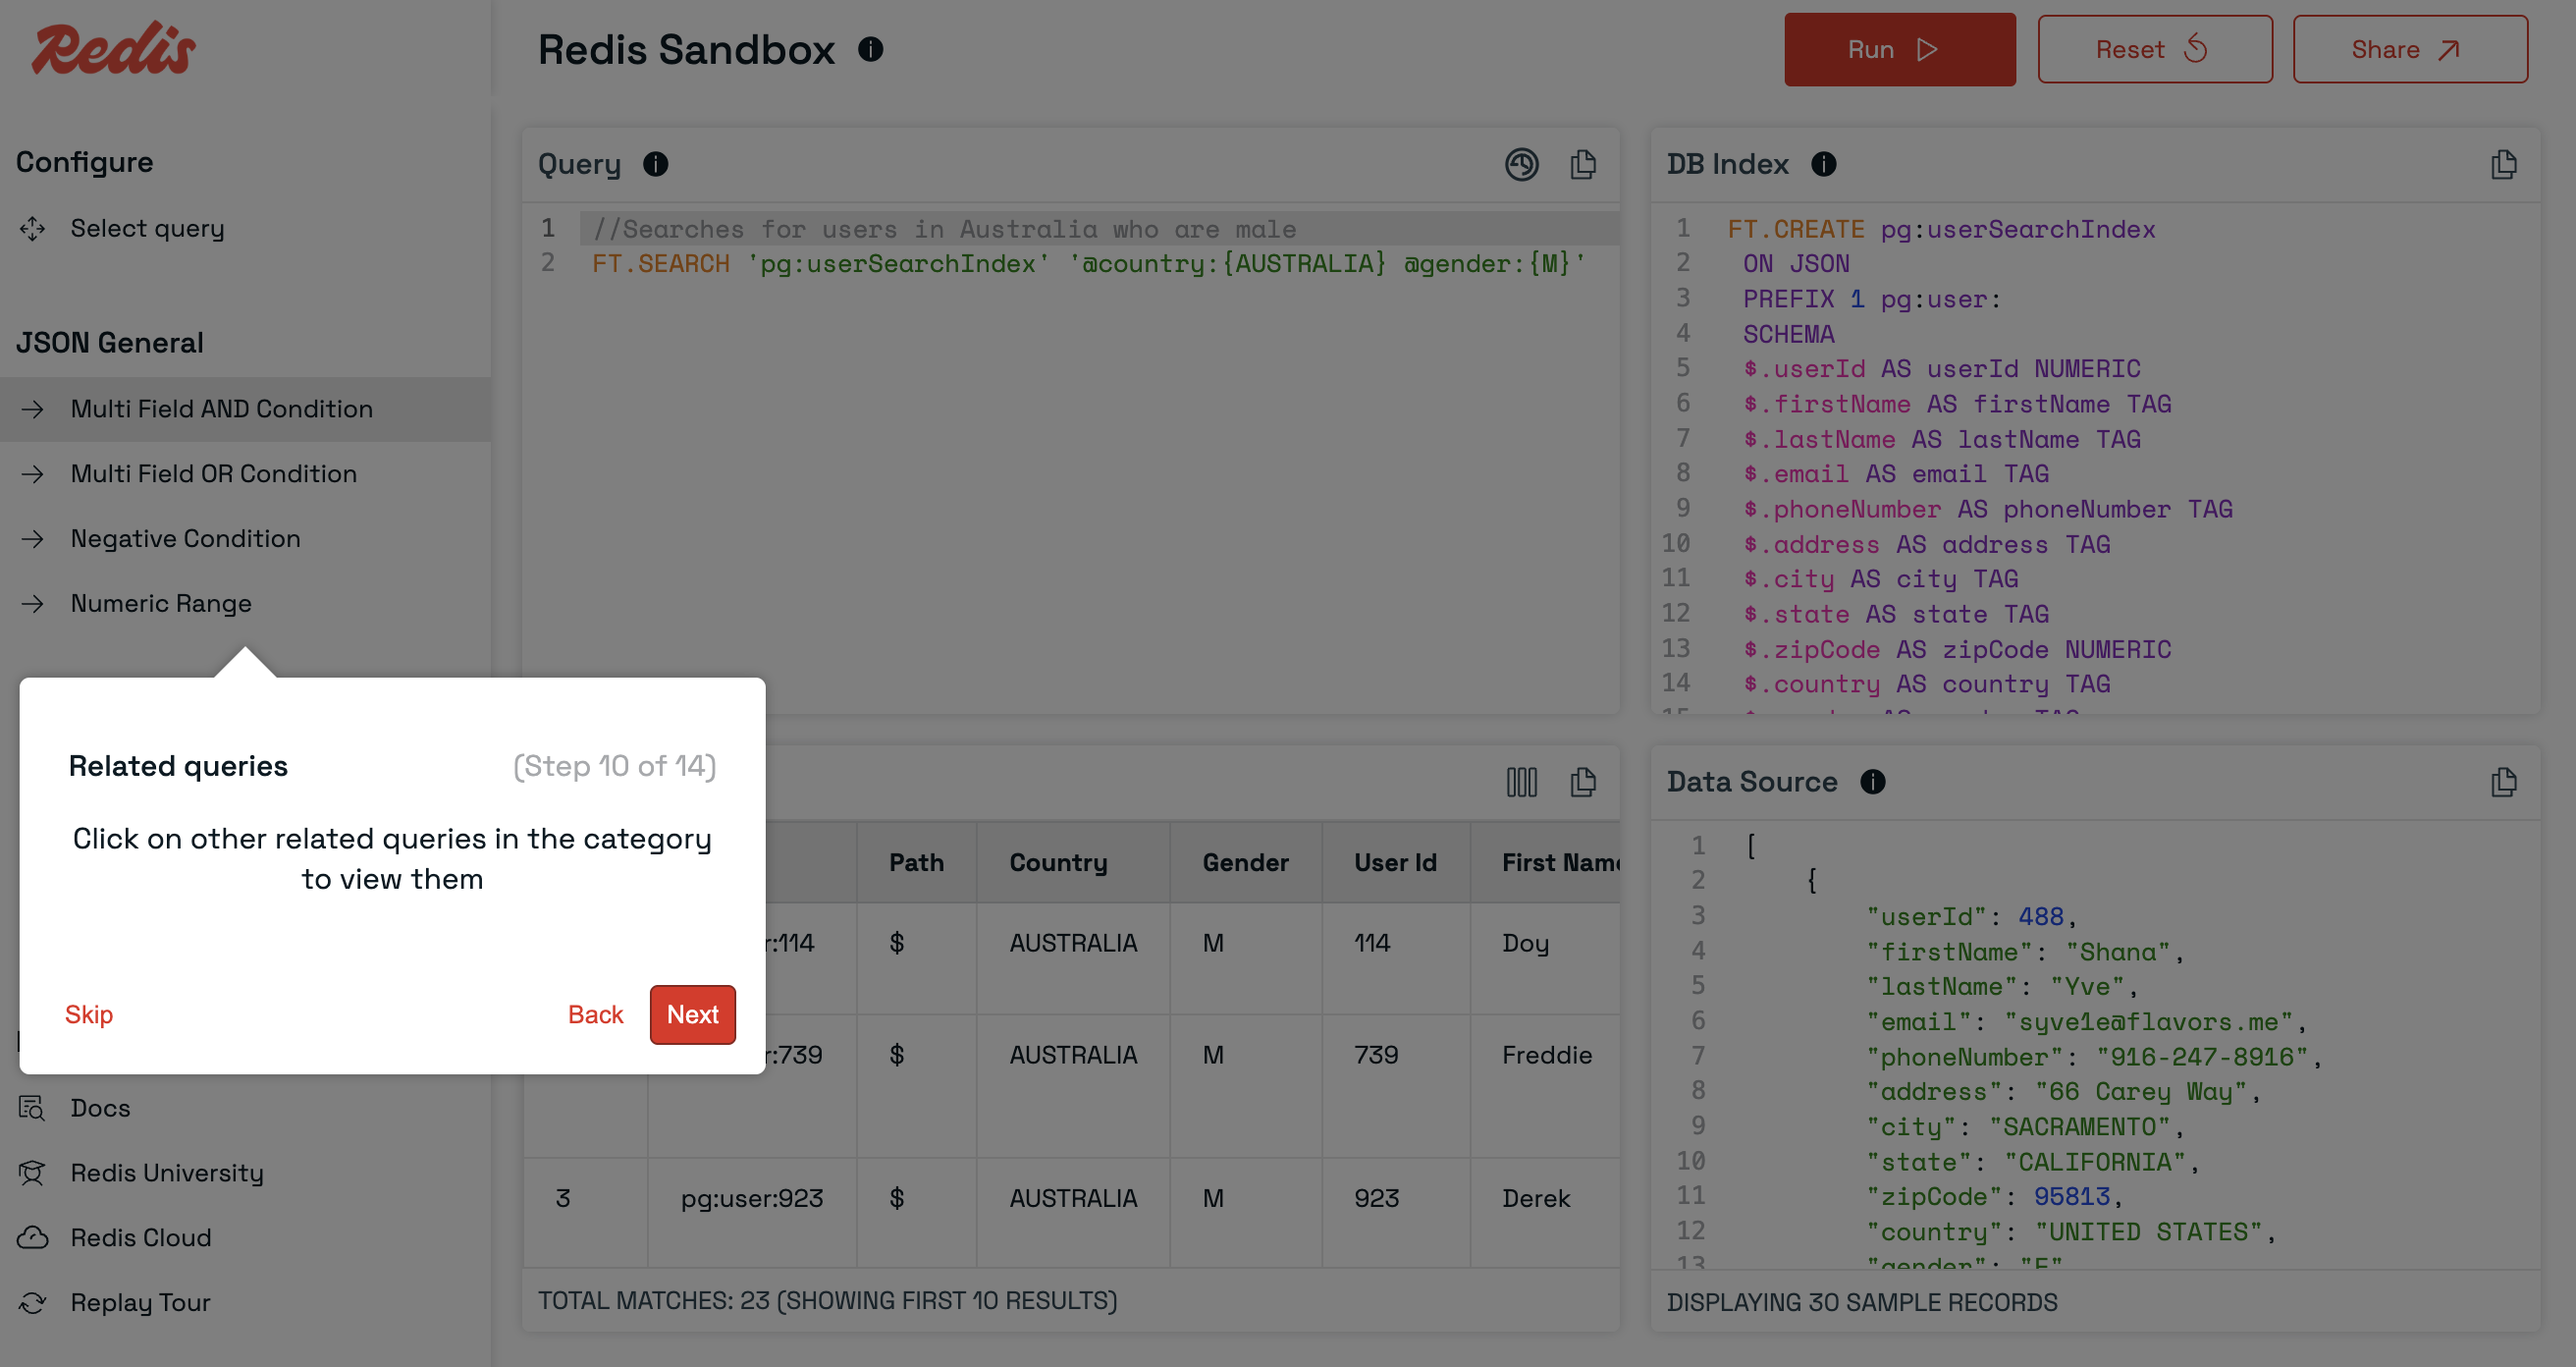 Redis
Configure
Select query
JSON General
Multi Field AND Condition
Multi Field OR Condition
Negative Condition
Numeric Range
Related queries
(Step 10 of 14)
Click on other related queries in the category
to view them
Skip
Back
Next
Docs
Redis University
Redis Cloud
Replay Tour
Redis Sandbox
Run
Reset
Share
Query
1 //Searches for users in Australia who are male
2 FT.SEARCH 'pg:userSearchIndex' '@country:{AUSTRALIA} @gender:{M}'
DB Index
1 FT.CREATE pg:userSearchIndex
2 ON JSON
3 PREFIX 1 pg:user:
4 SCHEMA
5 $.userId AS userId NUMERIC
6 $.firstName AS firstName TAG
7 $.lastName AS lastName TAG
8 $.email AS email TAG
9 $.phoneNumber AS phoneNumber TAG
10 $.address AS address TAG
11 $.city AS city TAG
12 $.state AS state TAG
13 $.zipCode AS zipCode NUMERIC
14 $.country AS country TAG
Path Country Gender User Id First Name
r:114 $ AUSTRALIA M 114 Doy
r:739 $ AUSTRALIA M 739 Freddie
3 pg:user:923 $ AUSTRALIA M 923 Derek
TOTAL MATCHES: 23 (SHOWING FIRST 10 RESULTS)
Data Source
1 [
2 {
3 "userId": 488,
4 "firstName": "Shana",
5 "lastName": "Yve",
6 "email": "syve1e@flavors.me",
7 "phoneNumber": "916-247-8916",
8 "address": "66 Carey Way",
9 "city": "SACRAMENTO",
10 "state": "CALIFORNIA",
11 "zipCode": 95813,
12 "country": "UNITED STATES",
13 "gender": "F"
DISPLAYING 30 SAMPLE RECORDS